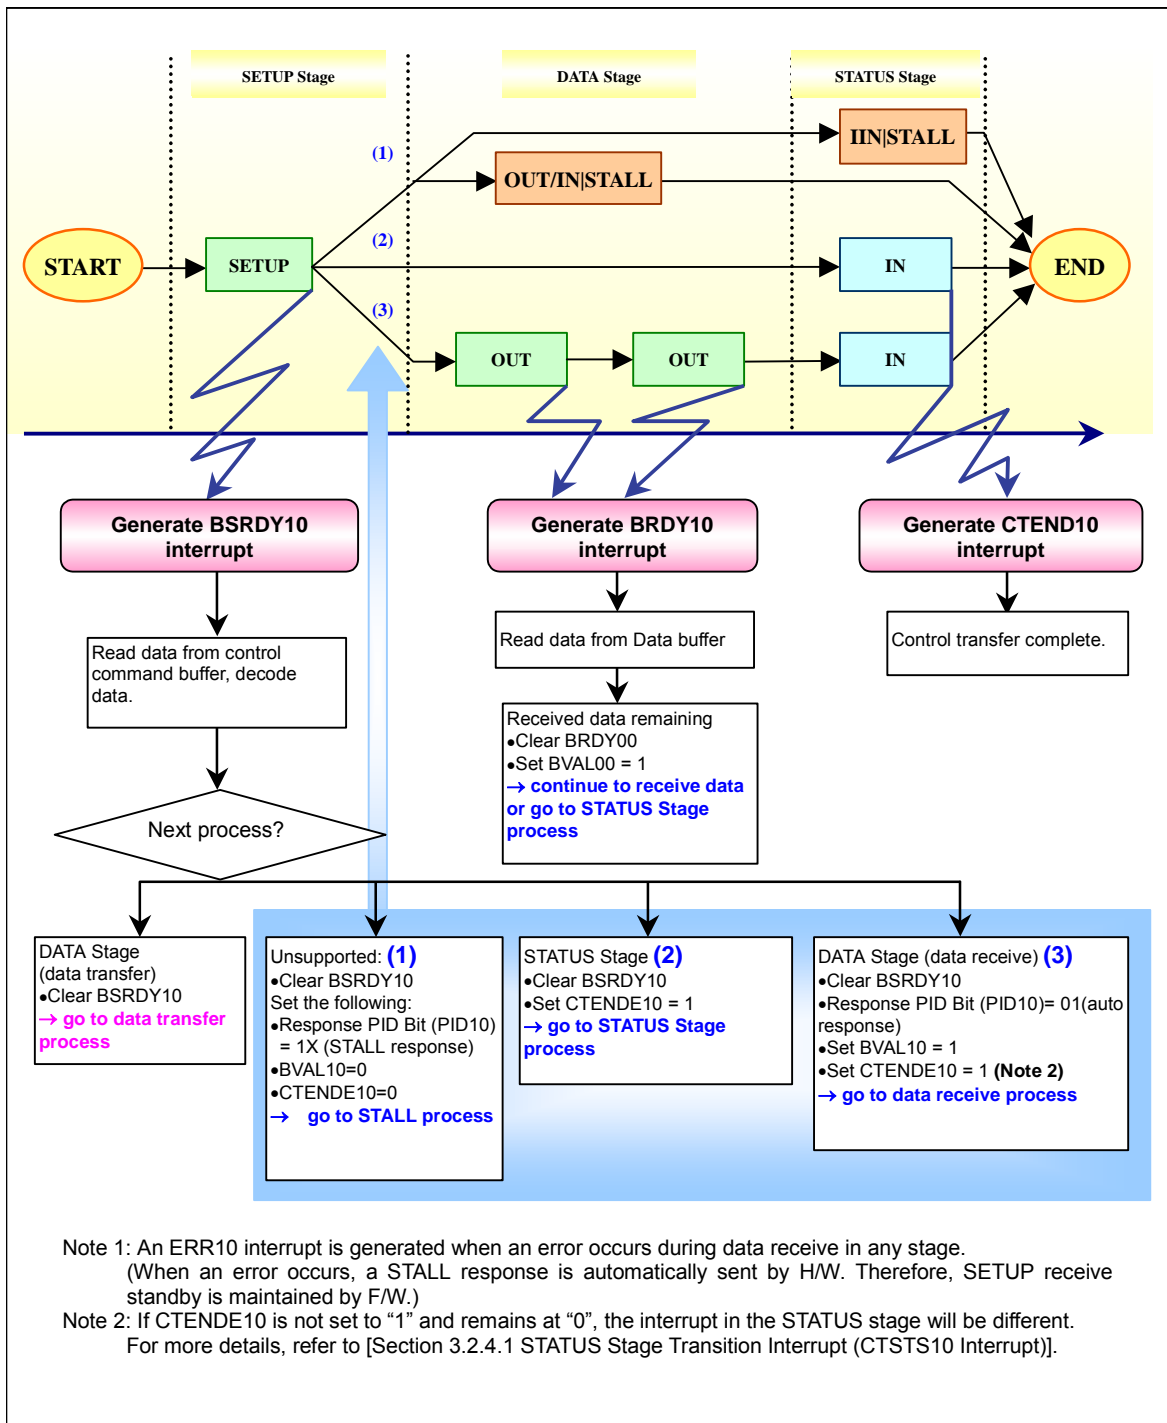 SETUP Stage
DATA Stage
STATUS Stage
(1)
IIN|STALL
OUT/IN|STALL
(2)
START
SETUP
IN
END
(3)
OUT
OUT
IN
Generate BSRDY10
interrupt
Generate BRDY10
interrupt
Generate CTEND10
interrupt
Read data from control
command buffer, decode
data.
Read data from Data buffer
Control transfer complete.
Received data remaining
•Clear BRDY00
•Set BVAL00 = 1
→ continue to receive data
or go to STATUS Stage
process
Next process?
DATA Stage
(data transfer)
•Clear BSRDY10
→ go to data transfer
process
Unsupported: (1)
•Clear BSRDY10
Set the following:
•Response PID Bit (PID10)
= 1X (STALL response)
•BVAL10=0
•CTENDE10=0
→ go to STALL process
STATUS Stage (2)
•Clear BSRDY10
•Set CTENDE10 = 1
→ go to STATUS Stage
process
DATA Stage (data receive) (3)
•Clear BSRDY10
•Response PID Bit (PID10)= 01(auto
response)
•Set BVAL10 = 1
•Set CTENDE10 = 1 (Note 2)
→ go to data receive process
Note 1: An ERR10 interrupt is generated when an error occurs during data receive in any stage.
(When an error occurs, a STALL response is automatically sent by H/W. Therefore, SETUP receive
standby is maintained by F/W.)
Note 2: If CTENDE10 is not set to “1” and remains at “0”, the interrupt in the STATUS stage will be different.
For more details, refer to [Section 3.2.4.1 STATUS Stage Transition Interrupt (CTSTS10 Interrupt)].